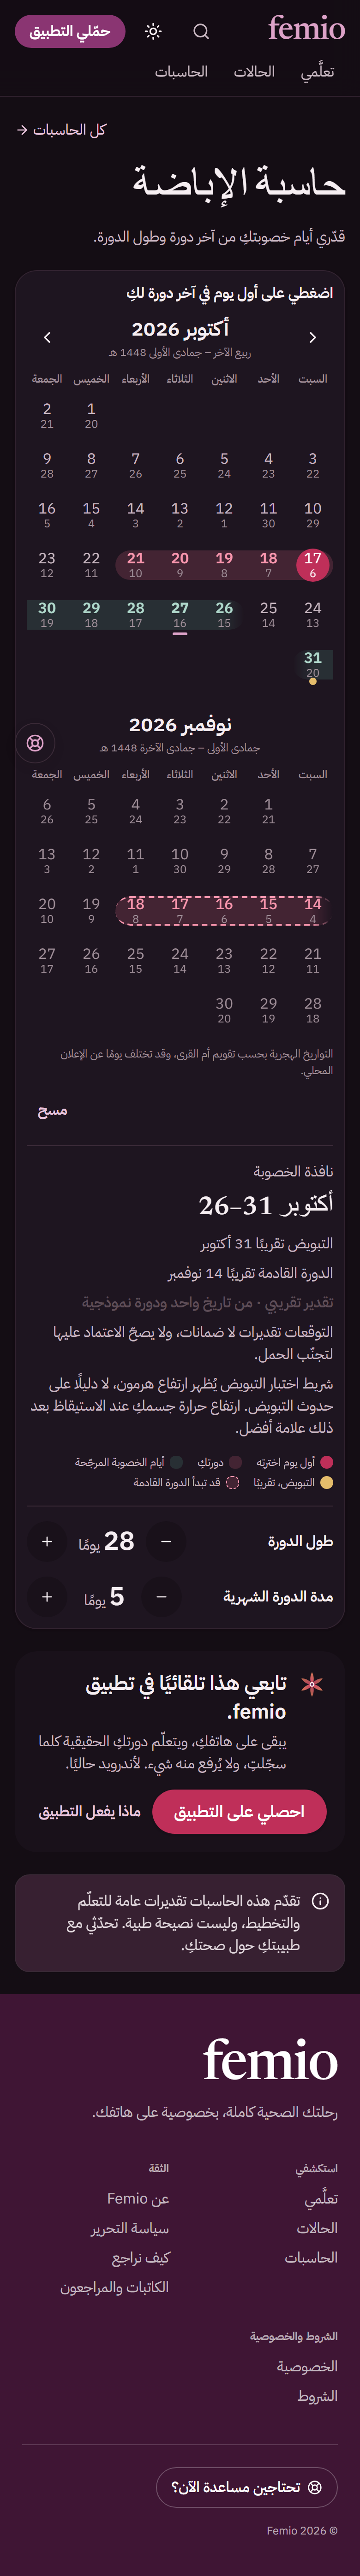 femio
حمّلي التطبيق
تعلَّمي الحالات الحاسبات
كل الحاسبات →
حاسبة الإباضة
قدّري أيام خصوبتكِ من آخر دورة وطول الدورة.
اضغطي على أول يوم في آخر دورة لكِ
أكتوبر 2026
ربيع الآخر – جمادى الأولى 1448 هـ
السبت الأحد الاثنين الثلاثاء الأربعاء الخميس الجمعة
1 2
20 21
3 4 5 6 7 8 9
22 23 24 25 26 27 28
10 11 12 13 14 15 16
29 30 1 2 3 4 5
17 18 19 20 21 22 23
6 7 8 9 10 11 12
24 25 26 27 28 29 30
13 14 15 16 17 18 19
31
20
نوفمبر 2026
جمادى الأولى – جمادى الآخرة 1448 هـ
السبت الأحد الاثنين الثلاثاء الأربعاء الخميس الجمعة
1 2 3 4 5 6
21 22 23 24 25 26
7 8 9 10 11 12 13
27 28 29 30 1 2 3
14 15 16 17 18 19 20
4 5 6 7 8 9 10
21 22 23 24 25 26 27
11 12 13 14 15 16 17
28 29 30
18 19 20
التواريخ الهجرية بحسب تقويم أم القرى، وقد تختلف يومًا عن الإعلان
المحلي.
مسح
نافذة الخصوبة
26–31 أكتوبر
التبويض تقريبًا 31 أكتوبر
الدورة القادمة تقريبًا 14 نوفمبر
تقدير تقريبي · من تاريخ واحد ودورة نموذجية
التوقعات تقديرات لا ضمانات، ولا يصحّ الاعتماد عليها
لتجنّب الحمل.
شريط اختبار التبويض يُظهر ارتفاع هرمون، لا دليلًا على
حدوث التبويض. ارتفاع حرارة جسمكِ عند الاستيقاظ بعد
ذلك علامة أفضل.
أول يوم اخترتِه دورتكِ أيام الخصوبة المرجّحة
التبويض، تقريبًا قد تبدأ الدورة القادمة
طول الدورة − 28 يومًا +
مدة الدورة الشهرية − 5 يومًا +
تابعي هذا تلقائيًا في تطبيق
femio.
يبقى على هاتفكِ، ويتعلّم دورتكِ الحقيقية كلما
سجّلتِ، ولا يُرفع منه شيء. لأندرويد حاليًا.
احصلي على التطبيق ماذا يفعل التطبيق
تقدّم هذه الحاسبات تقديرات عامة للتعلّم
والتخطيط، وليست نصيحة طبية. تحدّثي مع
طبيبتكِ حول صحتكِ.
femio
رحلتك الصحية كاملة، بخصوصية على هاتفك.
استكشفي
تعلَّمي
الحالات
الحاسبات
الثقة
عن Femio
سياسة التحرير
كيف نراجع
الكاتبات والمراجعون
الشروط والخصوصية
الخصوصية
الشروط
تحتاجين مساعدة الآن؟
© 2026 Femio